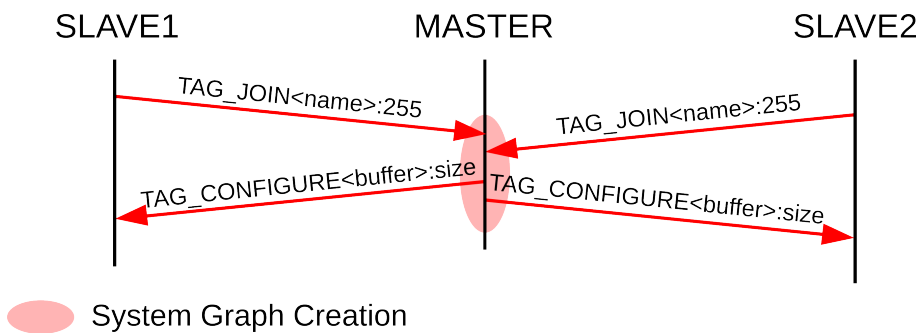 SLAVE1
MASTER
SLAVE2
TAG_JOIN<name>:255
TAG_JOIN<name>:255
TAG_CONFIGURE<buffer>:size
TAG_CONFIGURE<buffer>:size
System Graph Creation